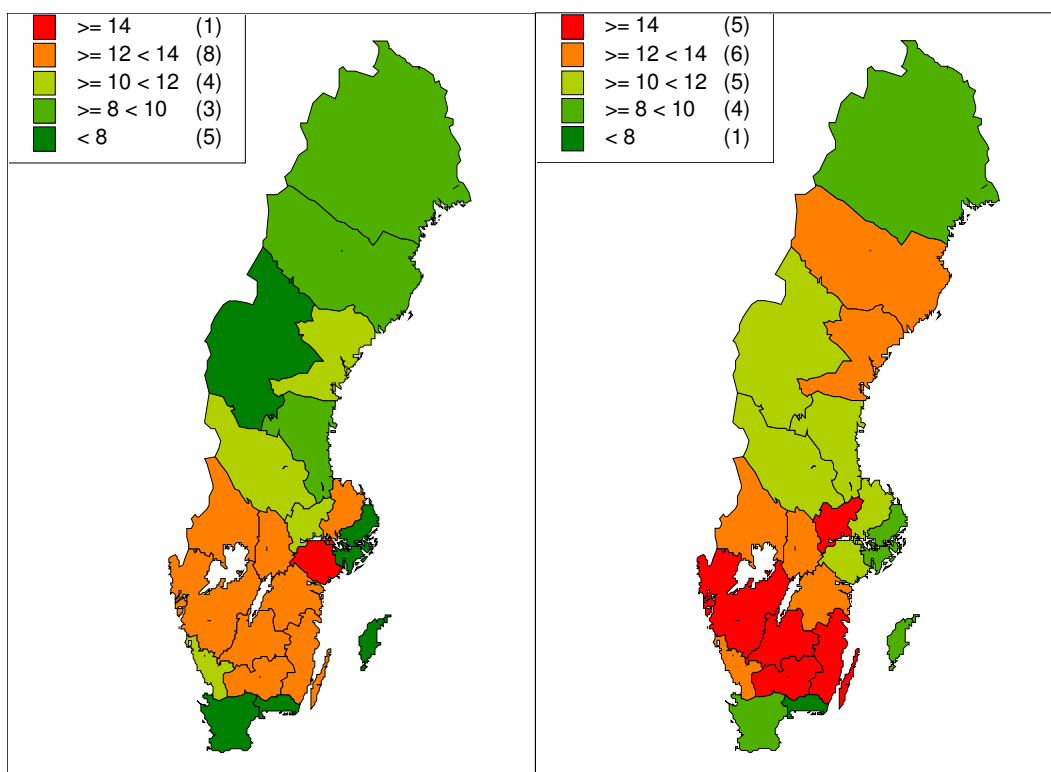 >= 14 (1)
>= 12 < 14 (8)
>= 10 < 12 (4)
>= 8 < 10 (3)
< 8 (5)
>= 14 (5)
>= 12 < 14 (6)
>= 10 < 12 (5)
>= 8 < 10 (4)
< 8 (1)